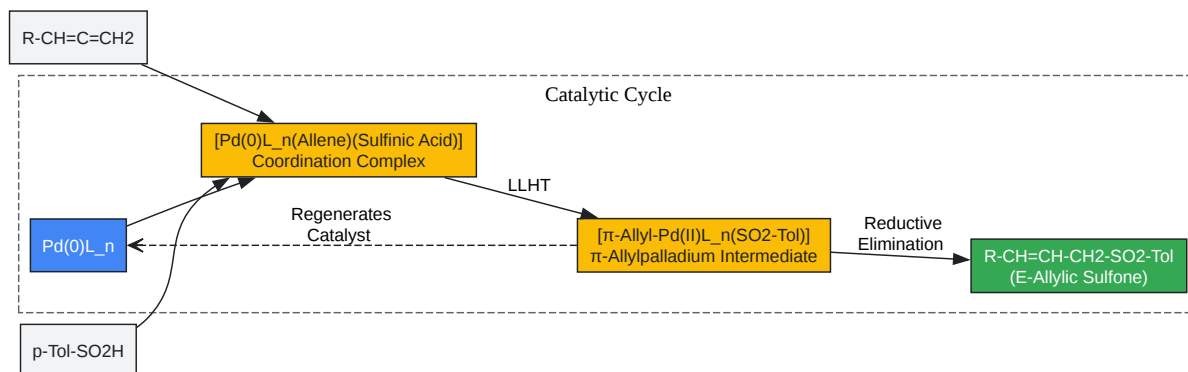 R-CH=C=CH2
Catalytic Cycle
[Pd(0)L_n(Allene)(Sulfinic Acid)]
Coordination Complex
LLHT
Regenerates
Catalyst
Pd(0)L_n
[π-Allyl-Pd(II)L_n(SO2-Tol)]
π-Allylpalladium Intermediate
Reductive
Elimination
R-CH=CH-CH2-SO2-Tol
(E-Allylic Sulfone)
p-Tol-SO2H